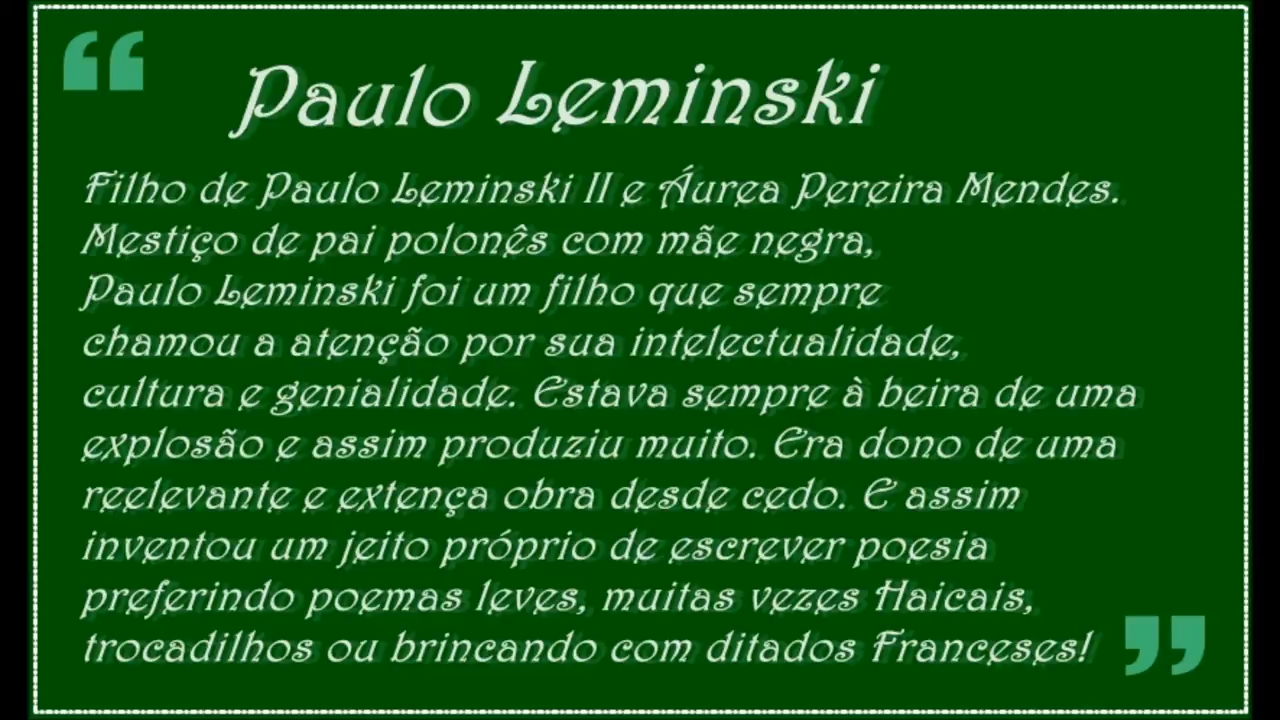 “
Paulo Leminski
Filho de Paulo Leminski II e Áurea Pereira Mendes.
Mestiço de pai polonês com mãe negra,
Paulo Leminski foi um filho que sempre
chamou a atenção por sua intelectualidade,
cultura e genialidade. Estava sempre à beira de uma
explosão e assim produziu muito. Era dono de uma
reelevante e extença obra desde cedo. E assim
inventou um jeito próprio de escrever poesia
preferindo poemas leves, muitas vezes Haicais,
trocadilhos ou brincando com ditados Franceses!
”